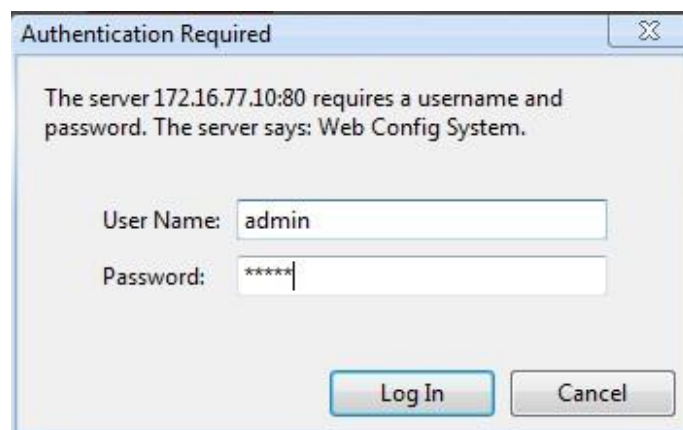 Authentication Required
The server 172.16.77.10:80 requires a username and
password. The server says: Web Config System.
User Name: admin
Password: *****
Log In Cancel